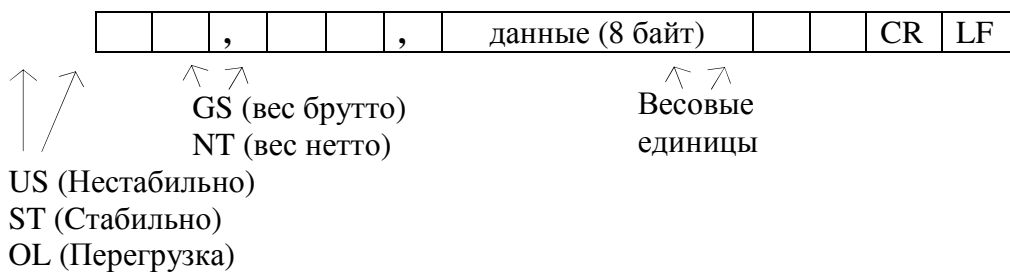 , , данные (8 байт) CR LF
GS (вес брутто)
NT (вес нетто)
Весовые
единицы
US (Нестабильно)
ST (Стабильно)
OL (Перегрузка)